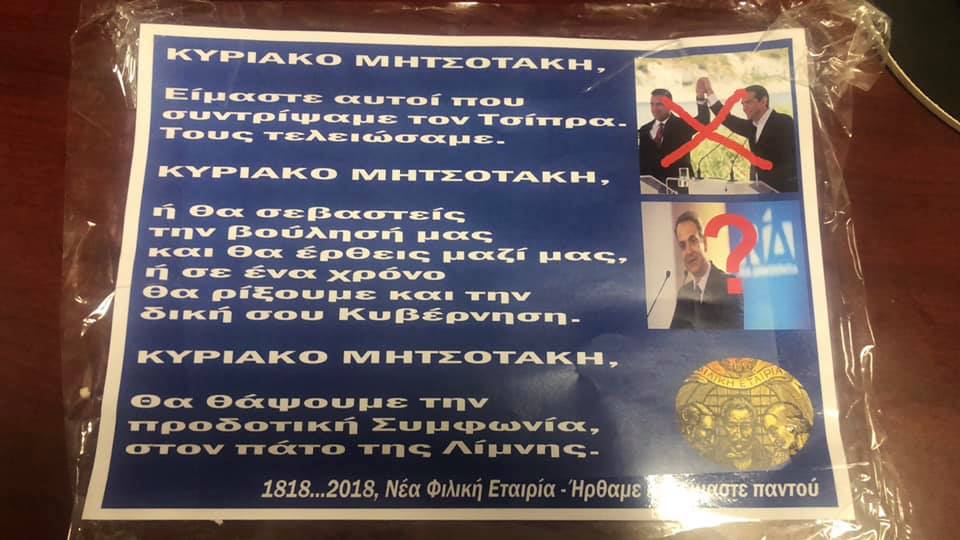 ΚΥΡΙΑΚΟ ΜΗΤΣΟΤΑΚΗ,
Είμαστε αυτοί που
συντρίψαμε τον Τσίπρα.
Τους τελειώσαμε.
ΚΥΡΙΑΚΟ ΜΗΤΣΟΤΑΚΗ,
ή θα σεβαστείς
την βούλησή μας
και θα έρθεις μαζί μας,
ή σε ένα χρόνο
θα ρίξουμε και την
δική σου Κυβέρνηση.
?
ΚΥΡΙΑΚΟ ΜΗΤΣΟΤΑΚΗ,
Θα θάψουμε την
προδοτική Συμφωνία,
στον πάτο της Λίμνης.
ΦΙΛΙΚΗ ΕΤΑΙΡΙΑ
1818...2018, Νέα Φιλική Εταιρία - Ήρθαμε παντού